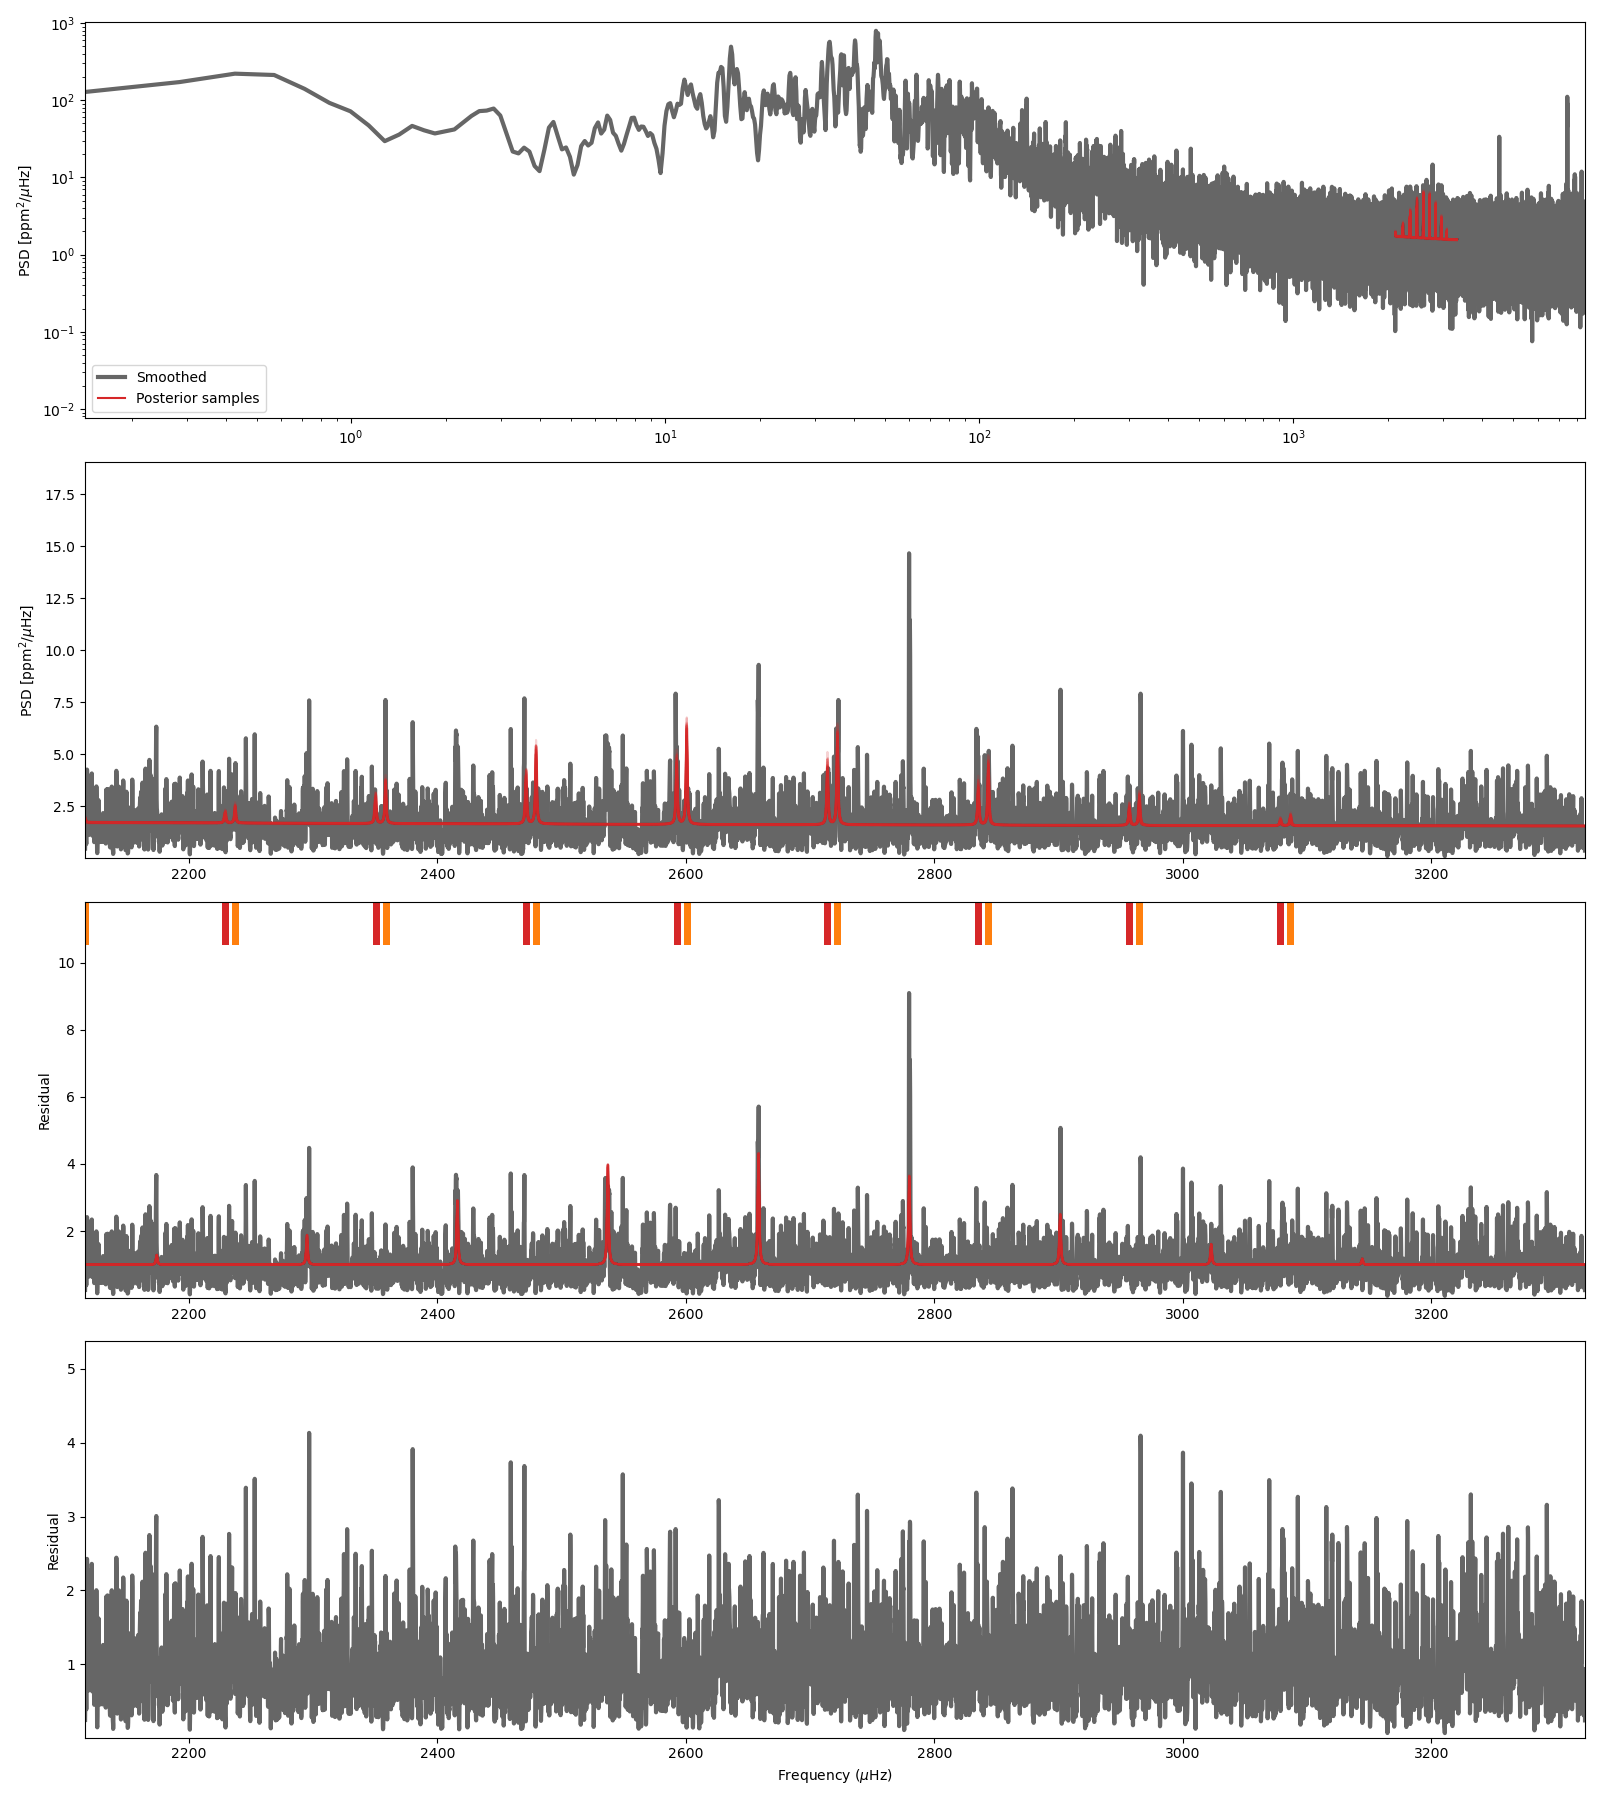 10³
10²
10¹
10⁰
10⁻¹
10⁻²
PSD [ppm²/μHz]
Smoothed
Posterior samples
10⁰ 10¹ 10² 10³
17.5
15.0
12.5
10.0
7.5
5.0
2.5
PSD [ppm²/μHz]
2200 2400 2600 2800 3000 3200
10
8
6
4
2
Residual
2200 2400 2600 2800 3000 3200
5
4
3
2
1
Residual
2200 2400 2600 2800 3000 3200
Frequency (μHz)